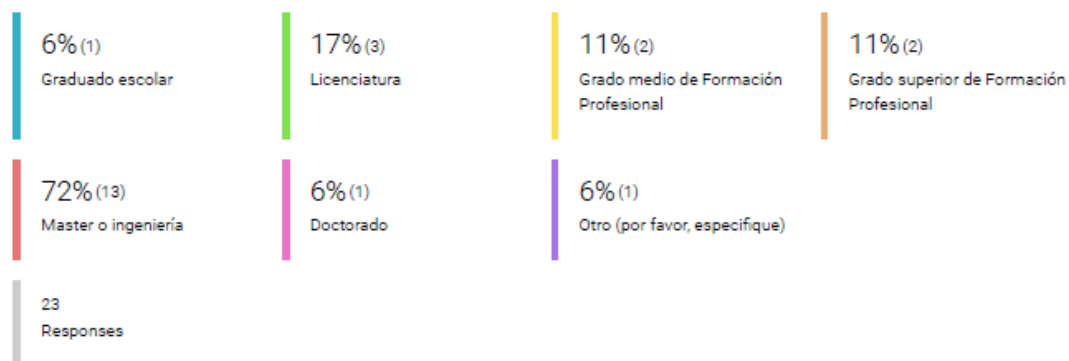 6% (1)
Graduado escolar
17% (3)
Licenciatura
11% (2)
Grado medio de Formación
Profesional
11% (2)
Grado superior de Formación
Profesional
72% (13)
Master o ingeniería
6% (1)
Doctorado
6% (1)
Otro (por favor, especifique)
23
Responses